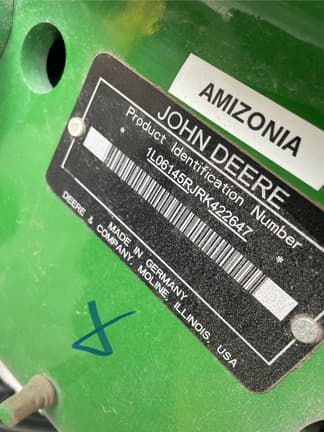 AMIZONIA
JOHN DEERE
Product Identification Number
*1L06145RJRK422647*
MADE IN GERMANY
DEERE & COMPANY, MOLINE, ILLINOIS, USA